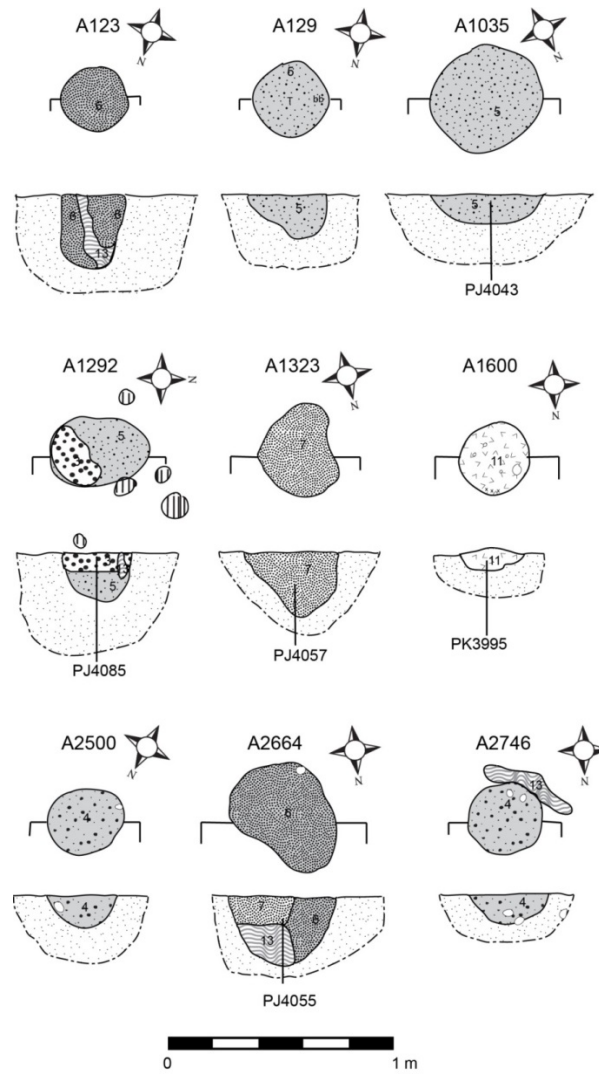 A123 A129 A1035
N N N
6 6 5
T bb
6 6 5 5
13
PJ4043
A1292 A1323 A1600
N N N
5 7 11
5 7 11
PJ4085 PJ4057 PK3995
A2500 A2664 A2746
N N N
4 6 4 13
4 7 6 4
13
PJ4055
0 1 m